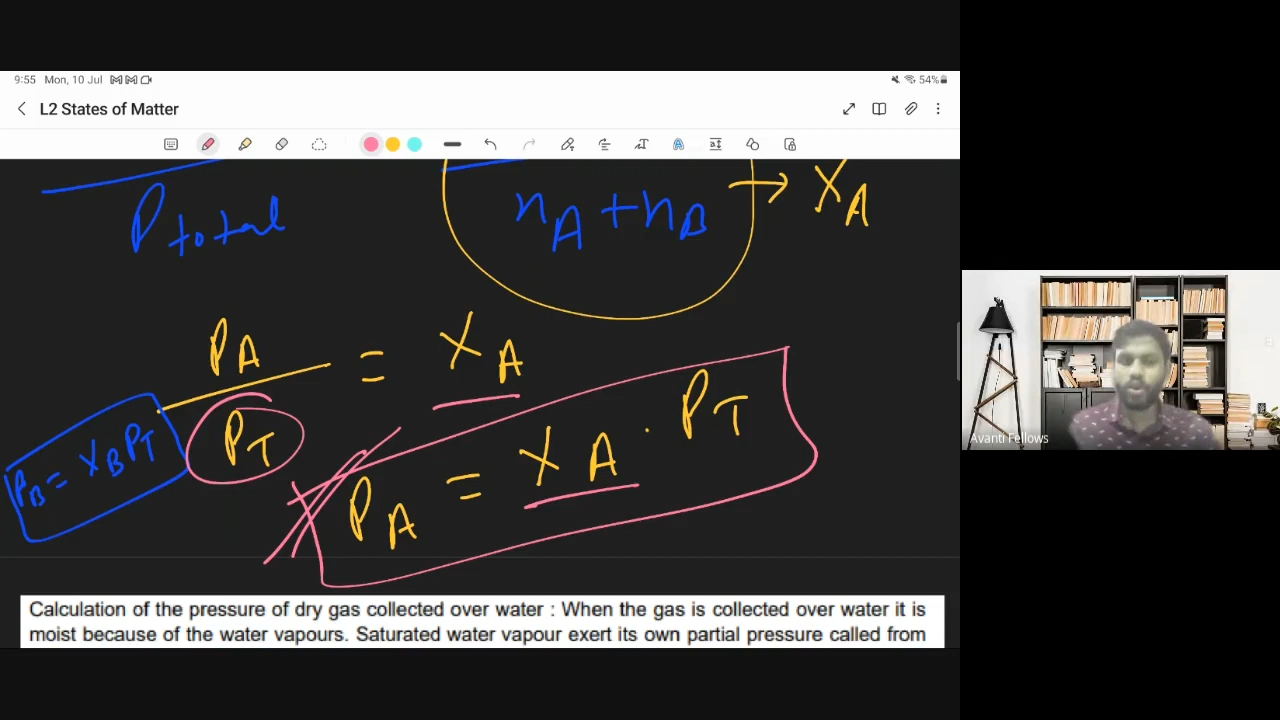 9:55 Mon, 10 Jul 54%
L2 States of Matter
P total
nA + nB → XA
PA / PT = XA
PB = XB PT
PA = XA . PT
Avanti Fellows
Calculation of the pressure of dry gas collected over water : When the gas is collected over water it is
moist because of the water vapours. Saturated water vapour exert its own partial pressure called from